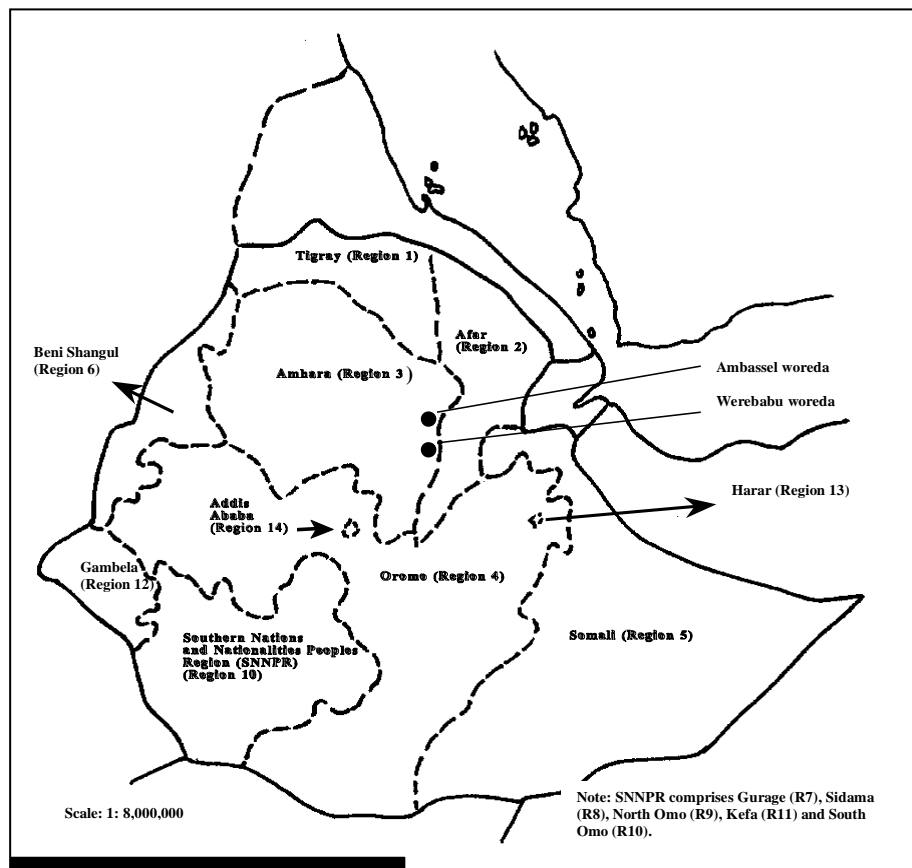 Tigray (Region 1)
Afar
(Region 2)
Beni Shangul
(Region 6)
Amhara (Region 3 )
Ambassel woreda
Werebabu woreda
Harar (Region 13)
Addis
Ababa
(Region 14)
Gambela
(Region 12)
Oromo (Region 4)
Southern Nations
and Nationalities Peoples
Region (SNNPR)
(Region 10)
Somali (Region 5)
Scale: 1: 8,000,000
Note: SNNPR comprises Gurage (R7), Sidama
(R8), North Omo (R9), Kefa (R11) and South
Omo (R10).